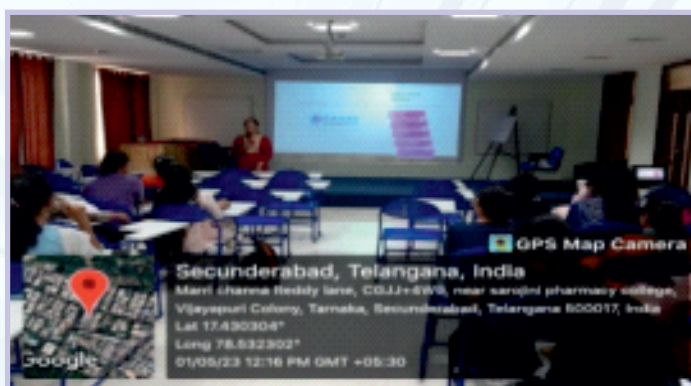 GPS Map Camera
Secunderabad, Telangana, India
Marri channa Reddy lane, CGJJ+4W9, near sarojini pharmacy college,
Vijayapuri Colony, Tarnaka, Secunderabad, Telangana 500017, India
Lat 17.430304°
Long 78.532302°
01/05/23 12:16 PM GMT +05:30
Google